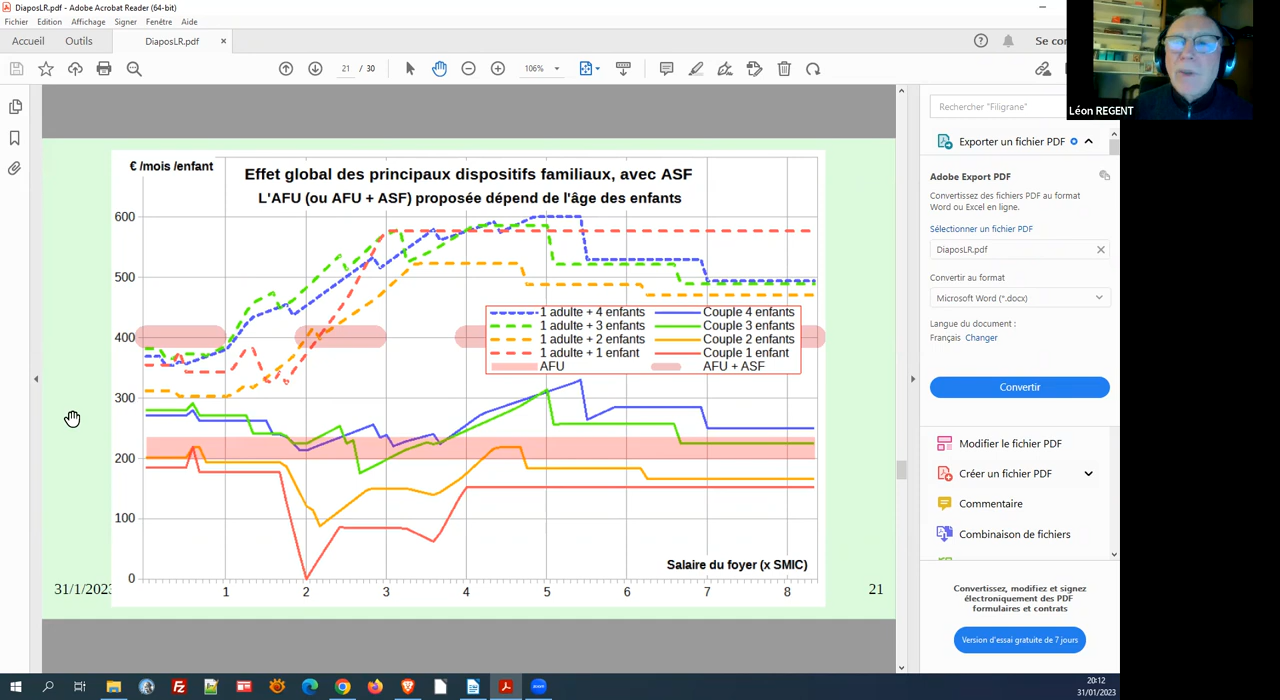 DiaposLR.pdf - Adobe Acrobat Reader (64-bit)
Fichier Edition Affichage Signer Fenêtre Aide
Accueil Outils DiaposLR.pdf × Se con
21 / 30 106%
Léon REGENT
Rechercher "Filigrane"
€ /mois /enfant
Effet global des principaux dispositifs familiaux, avec ASF
L'AFU (ou AFU + ASF) proposée dépend de l'âge des enfants
600
500
400
300
200
100
0
1 adulte + 4 enfants Couple 4 enfants
1 adulte + 3 enfants Couple 3 enfants
1 adulte + 2 enfants Couple 2 enfants
1 adulte + 1 enfant Couple 1 enfant
AFU AFU + ASF
Salaire du foyer (x SMIC)
1 2 3 4 5 6 7 8
31/1/2023
21
Exporter un fichier PDF
Adobe Export PDF
Convertissez des fichiers PDF au format
Word ou Excel en ligne.
Sélectionner un fichier PDF
DiaposLR.pdf
Convertir au format
Microsoft Word (*.docx)
Langue du document :
Français Changer
Convertir
Modifier le fichier PDF
Créer un fichier PDF
Commentaire
Combinaison de fichiers
Convertissez, modifiez et signez
électroniquement des PDF
formulaires et contrats
Version d'essai gratuite de 7 jours
20:12
31/01/2023